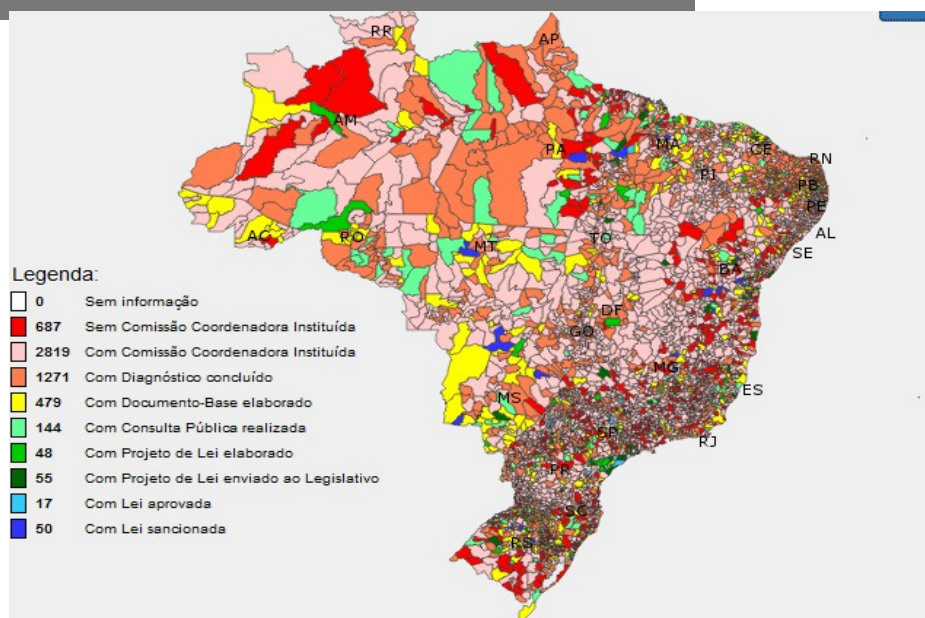 RR
AP
AM
PA
MA
CE
RN
PI
PB
PE
AC
RO
MT
TO
AL
BA
SE
Legenda:
0 Sem informação
DF
687 Sem Comissão Coordenadora Instituída
GO
2819 Com Comissão Coordenadora Instituída
1271 Com Diagnóstico concluído
MG
479 Com Documento-Base elaborado
MS
ES
144 Com Consulta Pública realizada
SP
RJ
48 Com Projeto de Lei elaborado
PR
55 Com Projeto de Lei enviado ao Legislativo
17 Com Lei aprovada
SC
50 Com Lei sancionada
RS